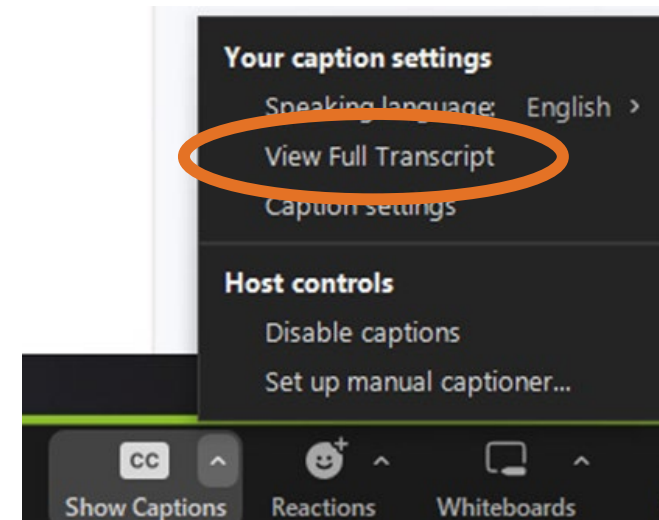 Your caption settings
Speaking language: English >
View Full Transcript
Caption settings
Host controls
Disable captions
Set up manual captioner...
CC
Show Captions Reactions Whiteboards